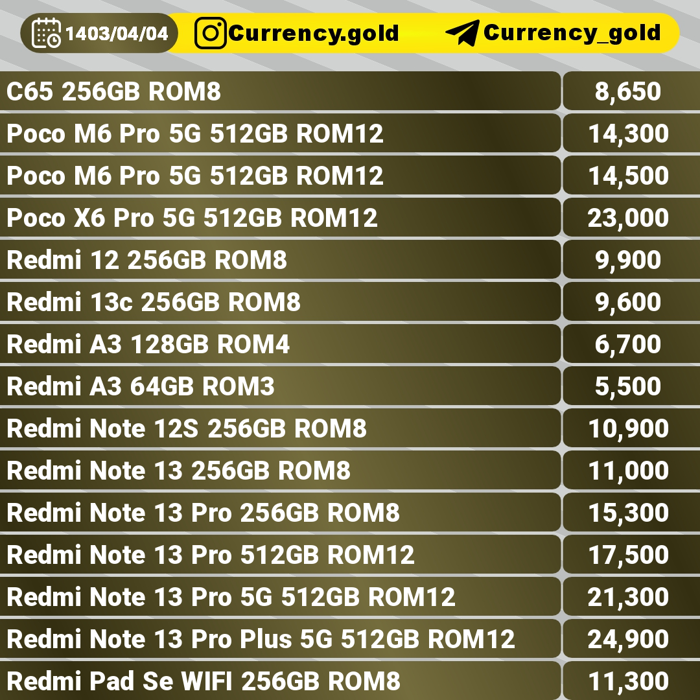 1403/04/04 Currency.gold Currency_gold
C65 256GB ROM8 8,650
Poco M6 Pro 5G 512GB ROM12 14,300
Poco M6 Pro 5G 512GB ROM12 14,500
Poco X6 Pro 5G 512GB ROM12 23,000
Redmi 12 256GB ROM8 9,900
Redmi 13c 256GB ROM8 9,600
Redmi A3 128GB ROM4 6,700
Redmi A3 64GB ROM3 5,500
Redmi Note 12S 256GB ROM8 10,900
Redmi Note 13 256GB ROM8 11,000
Redmi Note 13 Pro 256GB ROM8 15,300
Redmi Note 13 Pro 512GB ROM12 17,500
Redmi Note 13 Pro 5G 512GB ROM12 21,300
Redmi Note 13 Pro Plus 5G 512GB ROM12 24,900
Redmi Pad Se WIFI 256GB ROM8 11,300